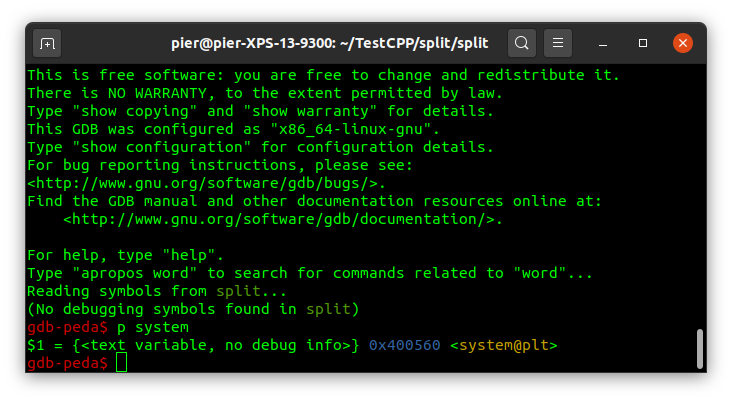 pier@pier-XPS-13-9300: ~/TestCPP/split/split
This is free software: you are free to change and redistribute it.
There is NO WARRANTY, to the extent permitted by law.
Type "show copying" and "show warranty" for details.
This GDB was configured as "x86_64-linux-gnu".
Type "show configuration" for configuration details.
For bug reporting instructions, please see:
<http://www.gnu.org/software/gdb/bugs/>.
Find the GDB manual and other documentation resources online at:
    <http://www.gnu.org/software/gdb/documentation/>.

For help, type "help".
Type "apropos word" to search for commands related to "word"...
Reading symbols from split...
(No debugging symbols found in split)
gdb-peda$ p system
$1 = {<text variable, no debug info>} 0x400560 <system@plt>
gdb-peda$